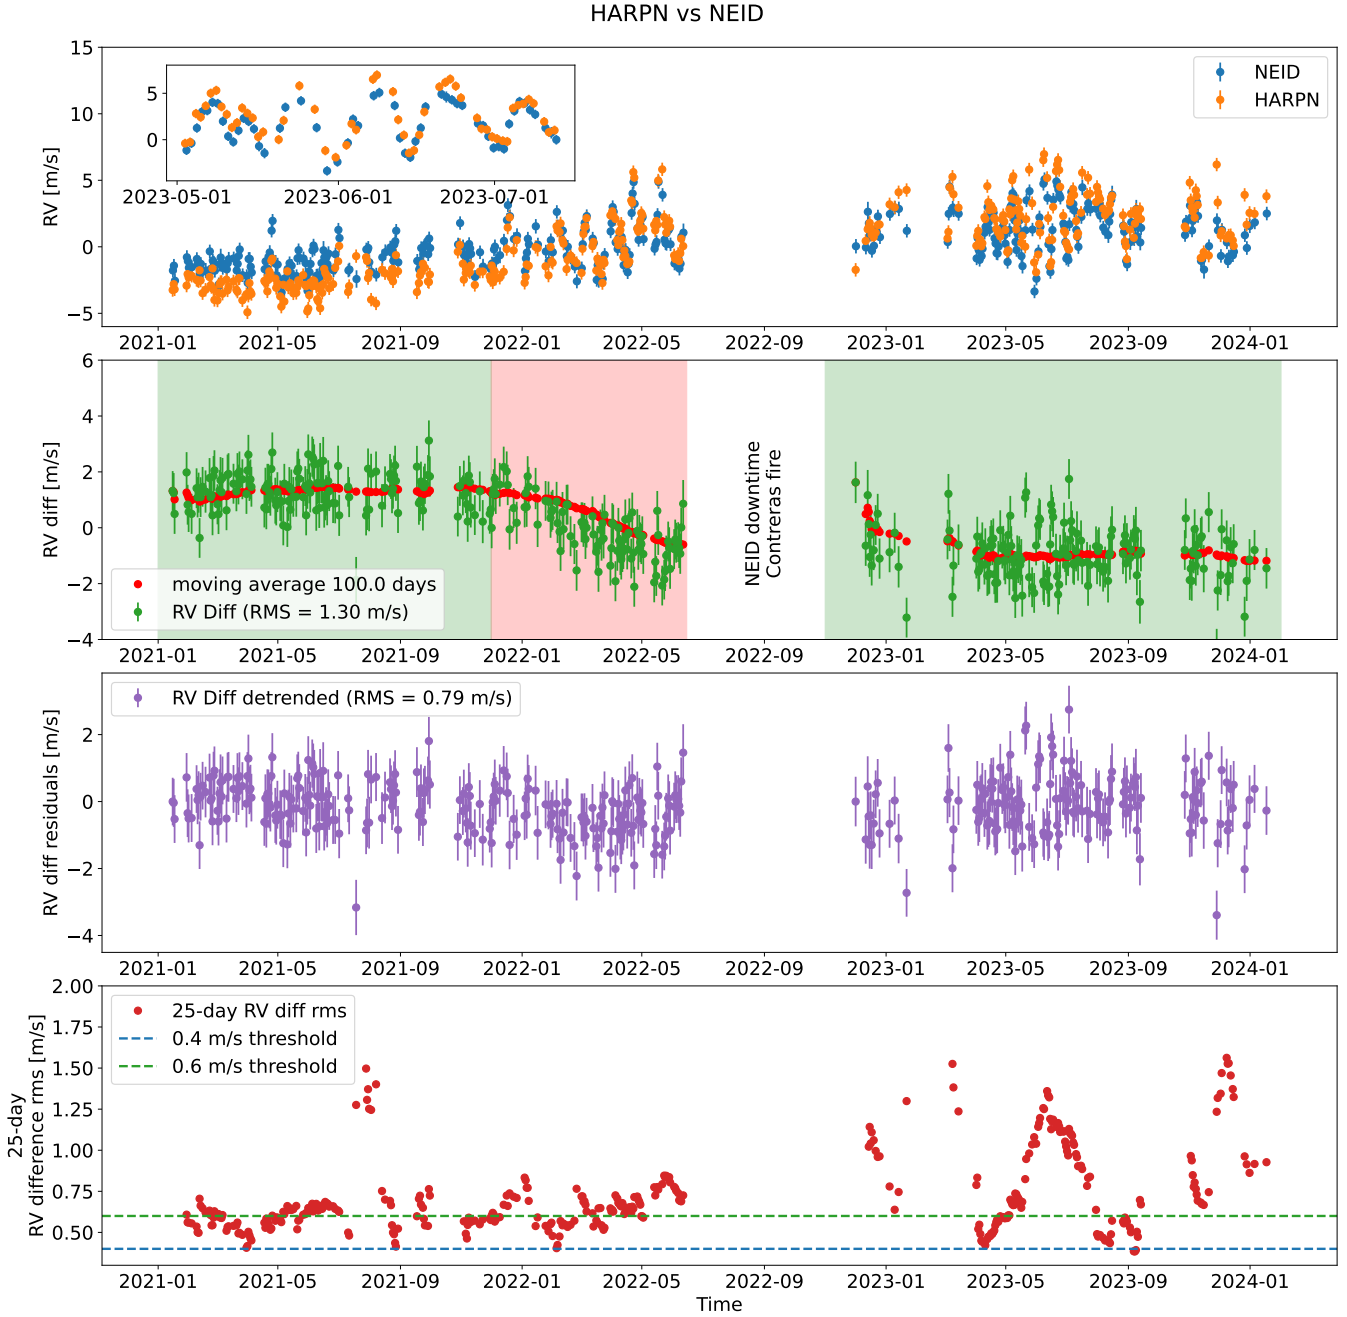 HARPN vs NEID
15
10
5
0
−5
RV [m/s]
5
0
2023-05-01 2023-06-01 2023-07-01
NEID
HARPN
2021-01 2021-05 2021-09 2022-01 2022-05 2022-09 2023-01 2023-05 2023-09 2024-01
6
4
2
0
−2
−4
RV diff [m/s]
NEID downtime
Contreras fire
moving average 100.0 days
RV Diff (RMS = 1.30 m/s)
2021-01 2021-05 2021-09 2022-01 2022-05 2022-09 2023-01 2023-05 2023-09 2024-01
RV Diff detrended (RMS = 0.79 m/s)
2
0
−2
−4
RV diff residuals [m/s]
2021-01 2021-05 2021-09 2022-01 2022-05 2022-09 2023-01 2023-05 2023-09 2024-01
2.00
1.75
1.50
1.25
1.00
0.75
0.50
25-day
RV difference rms [m/s]
25-day RV diff rms
0.4 m/s threshold
0.6 m/s threshold
2021-01 2021-05 2021-09 2022-01 2022-05 2022-09 2023-01 2023-05 2023-09 2024-01
Time